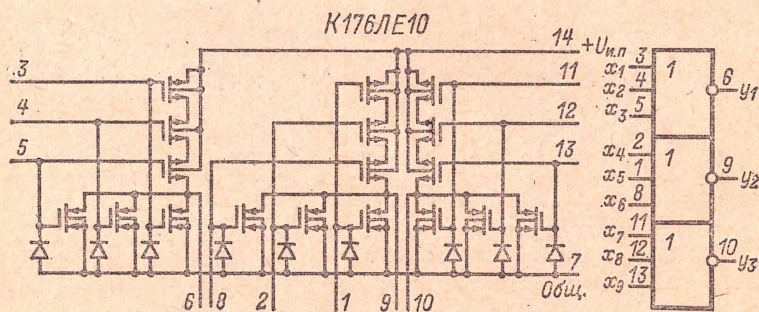 К176ЛЕ10
3
4
5
14 +Uи.п
11
12
13
7
Общ.
6 8 2 1 9 10
x1 3
x2 4
x3 5
1
6 y1
x4 2
x5 1
x6 8
1
9 y2
x7 11
x8 12
x9 13
1
10 y3